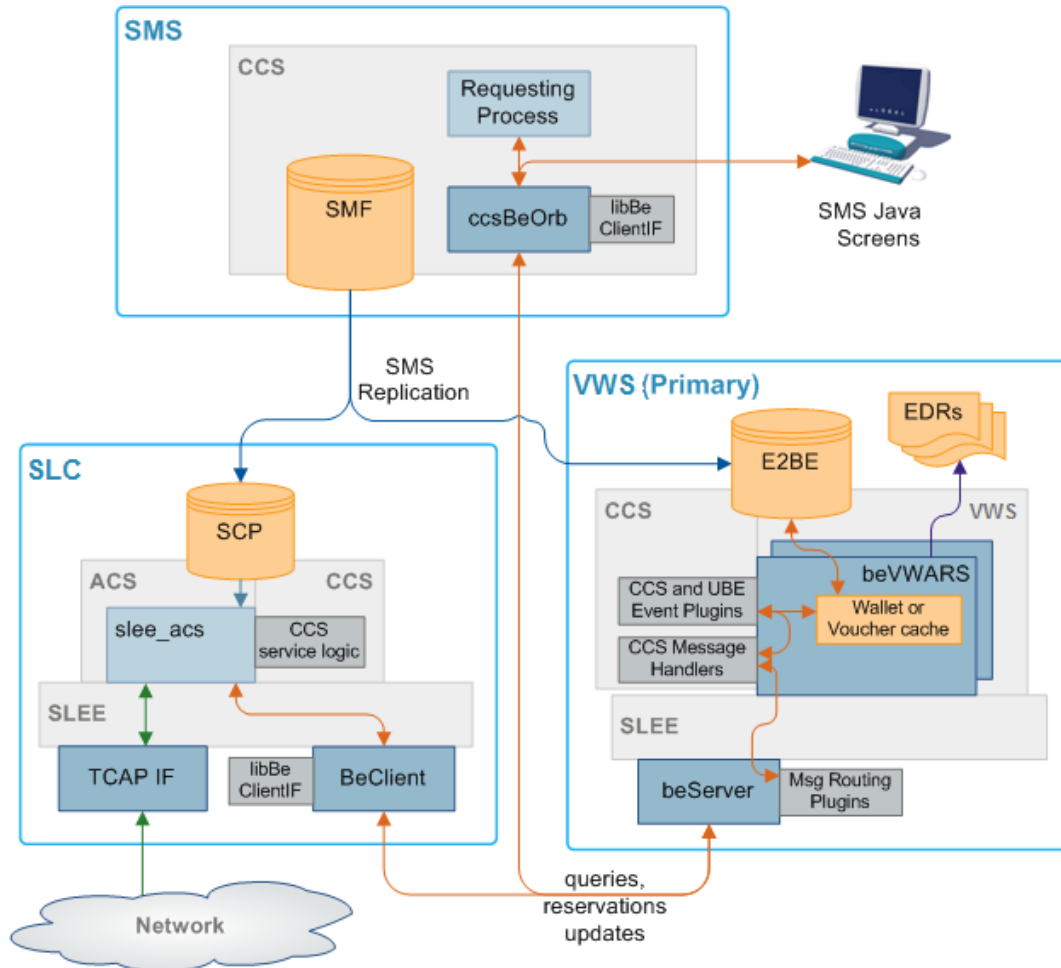 SMS
CCS
Requesting
Process
SMF
ccsBeOrb
libBe
ClientIF
SMS Java
Screens
SMS
Replication
VWS (Primary)
EDRs
E2BE
CCS
VWS
beVWARS
CCS and UBE
Event Plugins
Wallet or
Voucher cache
CCS Message
Handlers
SLEE
beServer
Msg Routing
Plugins
SLC
SCP
ACS
CCS
slee_acs
CCS
service logic
SLEE
TCAP IF
libBe
ClientIF
BeClient
queries,
reservations
updates
Network